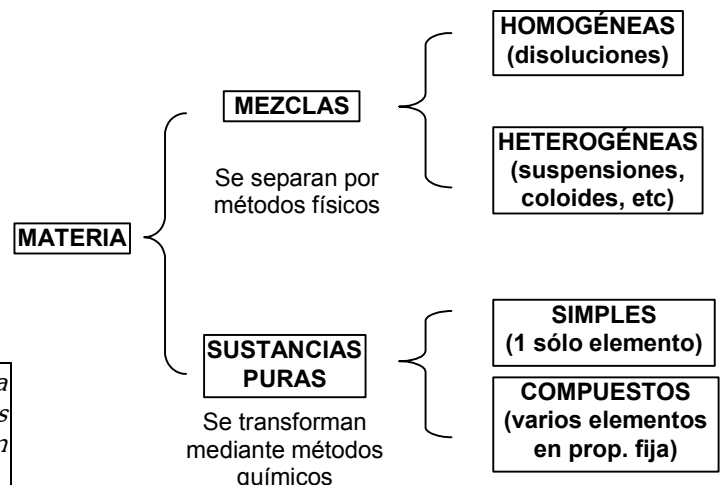 HOMOGÉNEAS
(disoluciones)
MEZCLAS
HETEROGÉNEAS
(suspensiones,
coloides, etc)
Se separan por
métodos físicos
MATERIA
SIMPLES
(1 sólo elemento)
SUSTANCIAS
PURAS
COMPUESTOS
(varios elementos
en prop. fija)
Se transforman
mediante métodos
químicos
a
s
n